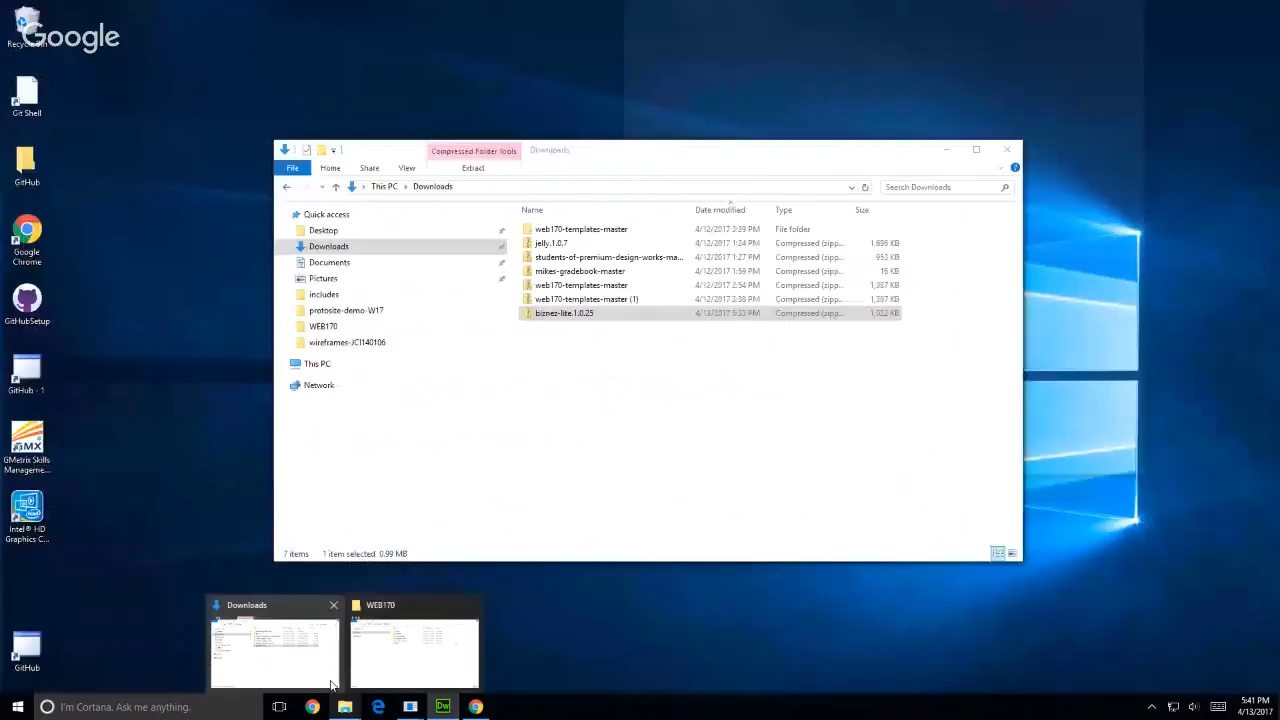 Google
Recycle Bin
Git Shell
GitHub
Google
Chrome
GitHubSetup
GitHub - 1
GMetrix Skills
Manageme...
Intel® HD
Graphics C...
GitHub
Compressed Folder Tools
Downloads
File
Home
Share
View
Extract
This PC
Downloads
Search Downloads
Quick access
Desktop
Downloads
Documents
Pictures
includes
protosite-demo-W17
WEB170
wireframes-JCI140106
This PC
Network
Name Date modified Type Size
web170-templates-master 4/12/2017 3:39 PM File folder
jelly.1.0.7 4/12/2017 1:24 PM Compressed (zipp... 1,696 KB
students-of-premium-design-works-ma... 4/12/2017 1:27 PM Compressed (zipp... 953 KB
mikes-gradebook-master 4/12/2017 1:59 PM Compressed (zipp... 16 KB
web170-templates-master 4/12/2017 2:54 PM Compressed (zipp... 1,387 KB
web170-templates-master (1) 4/12/2017 3:38 PM Compressed (zipp... 1,387 KB
biznez-lite.1.0.25 4/13/2017 5:35 PM Compressed (zipp... 1,022 KB
7 items 1 item selected 0.99 MB
Downloads
WEB170
I'm Cortana. Ask me anything.
Dw
5:41 PM
4/13/2017